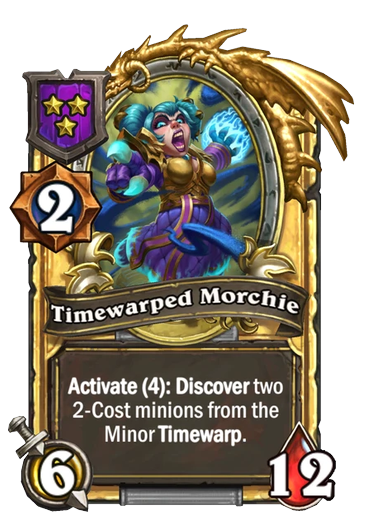 2
Timewarped Morchie
Activate (4): Discover two
2-Cost minions from the
Minor Timewarp.
6
12